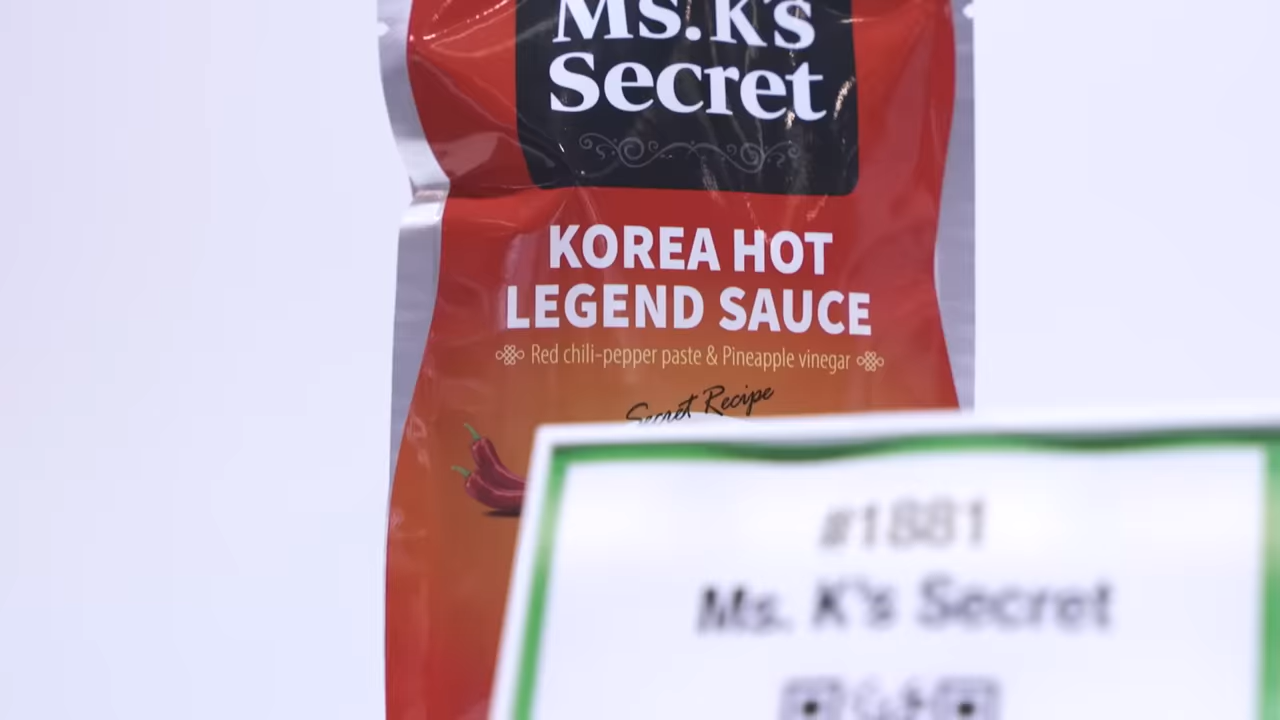 Ms. K's
Secret
KOREA HOT
LEGEND SAUCE
Red chili-pepper paste & Pineapple vinegar
Secret Recipe
#1881
Ms. K's Secret